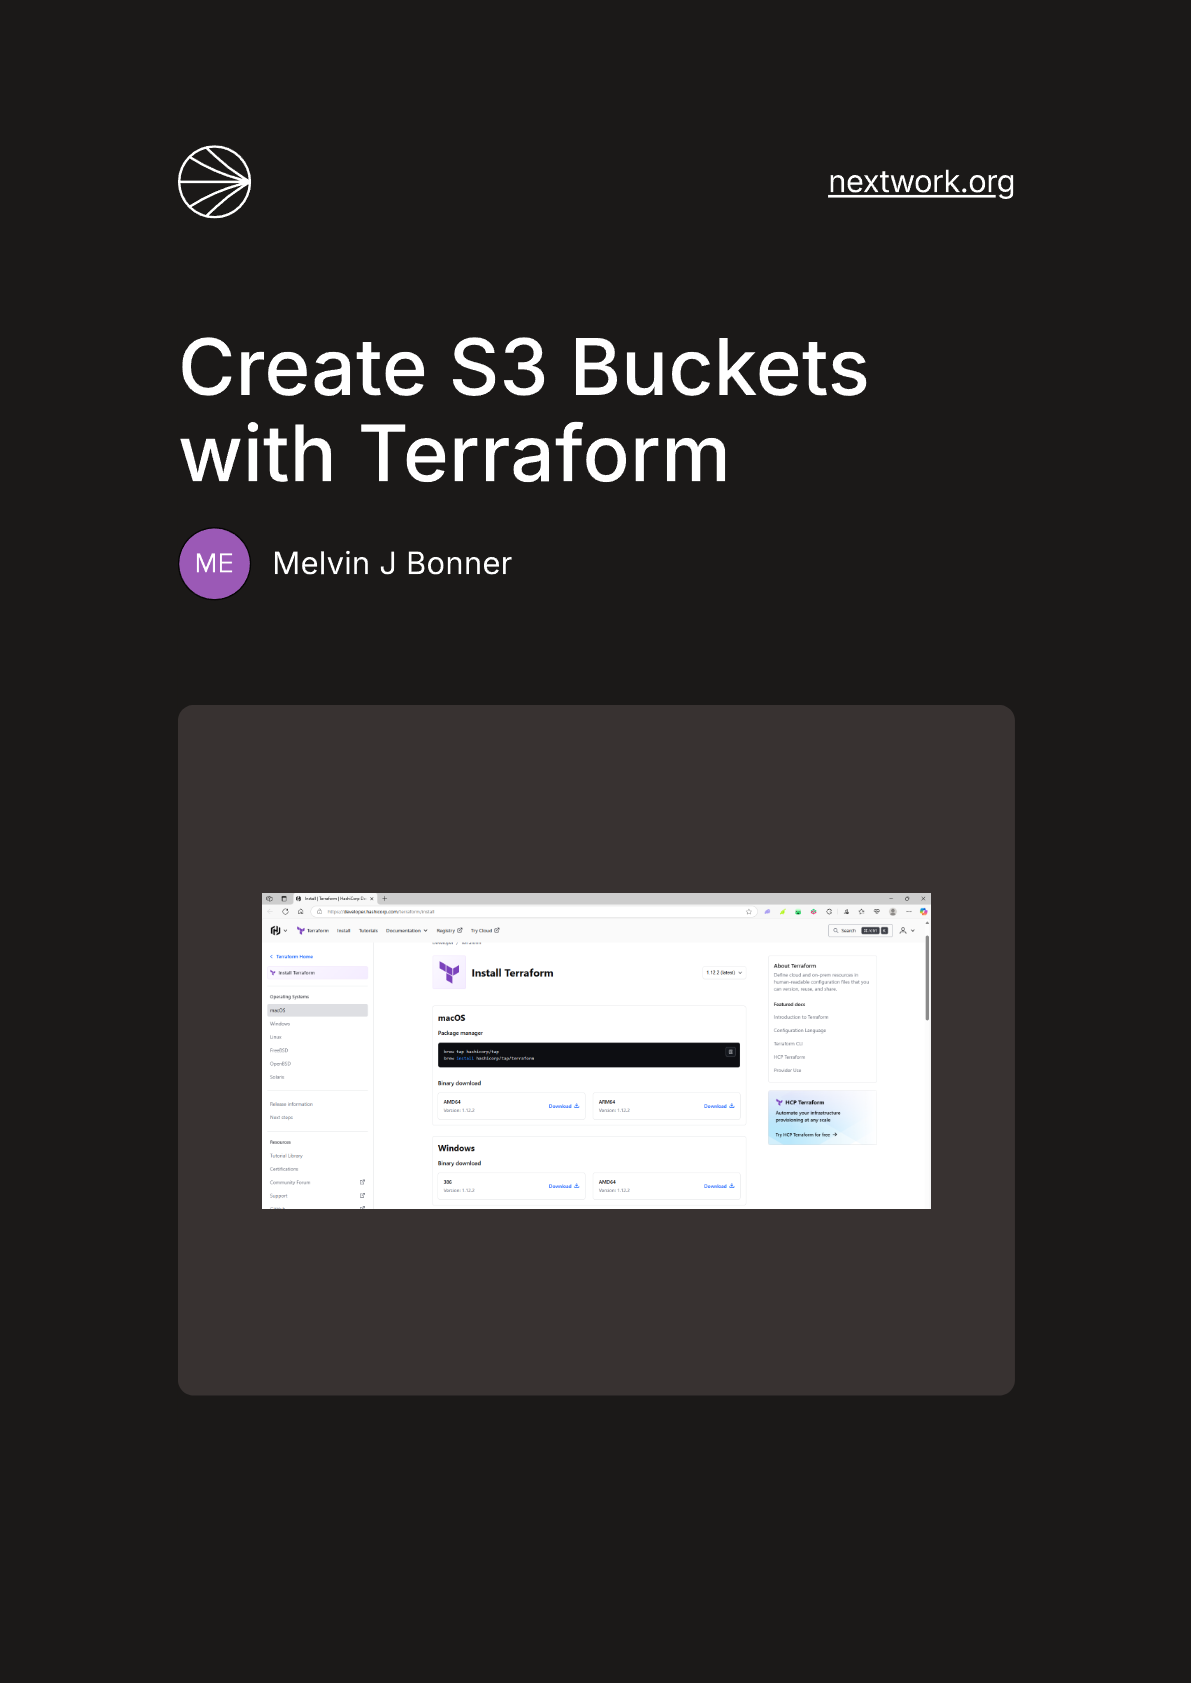 nextwork.org
Create S3 Buckets
with Terraform
ME
Melvin J Bonner
Install | Terraform | HashiCorp De
https://developer.hashicorp.com/terraform/install
Terraform Install Tutorials Documentation Registry Try Cloud
Search
Terraform Home
Install Terraform
Operating Systems
macOS
Windows
Linux
FreeBSD
OpenBSD
Solaris
Release information
Next steps
Resources
Tutorial Library
Certifications
Community Forum
Support
Install Terraform
1.12.2 (latest)
macOS
Package manager
brew tap hashicorp/tap
brew install hashicorp/tap/terraform
Binary download
AMD64
Version: 1.12.2
Download
ARM64
Version: 1.12.2
Download
Windows
Binary download
386
Version: 1.12.2
Download
AMD64
Version: 1.12.2
Download
About Terraform
Define cloud and on-prem resources in
human-readable configuration files that you
can version, reuse, and share.
Featured docs
Introduction to Terraform
Configuration Language
Terraform CLI
HCP Terraform
Provider Use
HCP Terraform
Automate your infrastructure
provisioning at any scale
Try HCP Terraform for free